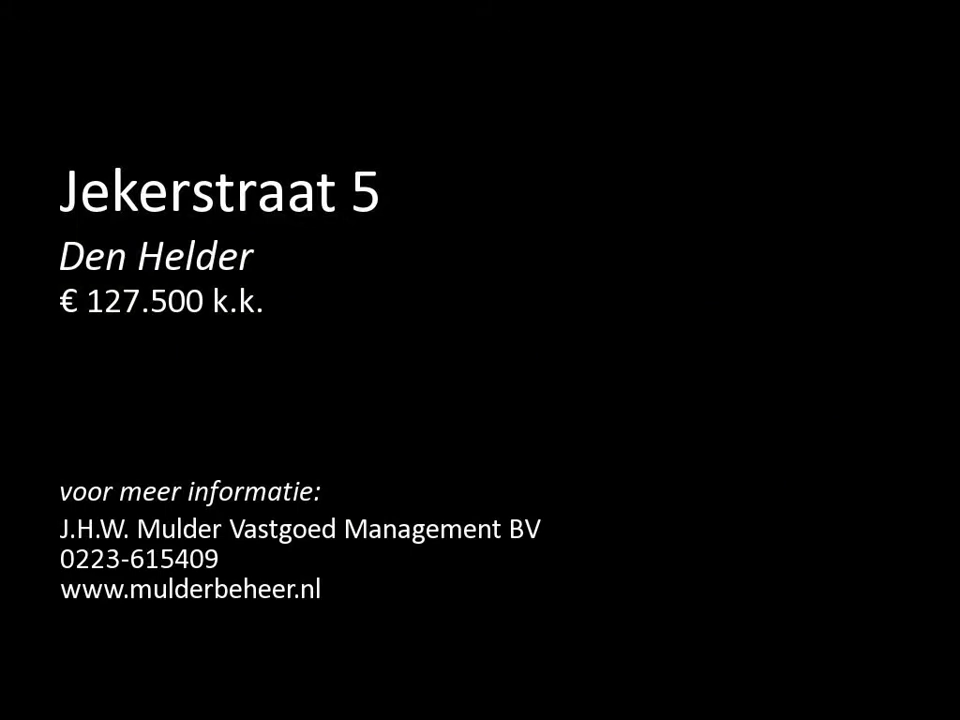 Jekerstraat 5
Den Helder
€ 127.500 k.k.
voor meer informatie:
J.H.W. Mulder Vastgoed Management BV
0223-615409
www.mulderbeheer.nl